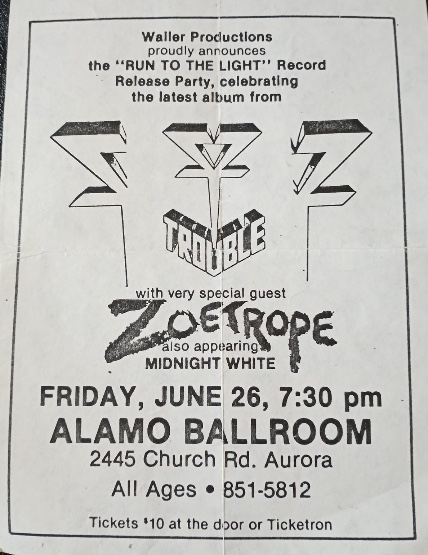 Waller Productions
proudly announces
the "RUN TO THE LIGHT" Record
Release Party, celebrating
the latest album from
TROUBLE
with very special guest
ZOETROPE
also appearing
MIDNIGHT WHITE
FRIDAY, JUNE 26, 7:30 pm
ALAMO BALLROOM
2445 Church Rd. Aurora
All Ages • 851-5812
Tickets $10 at the door or Ticketron